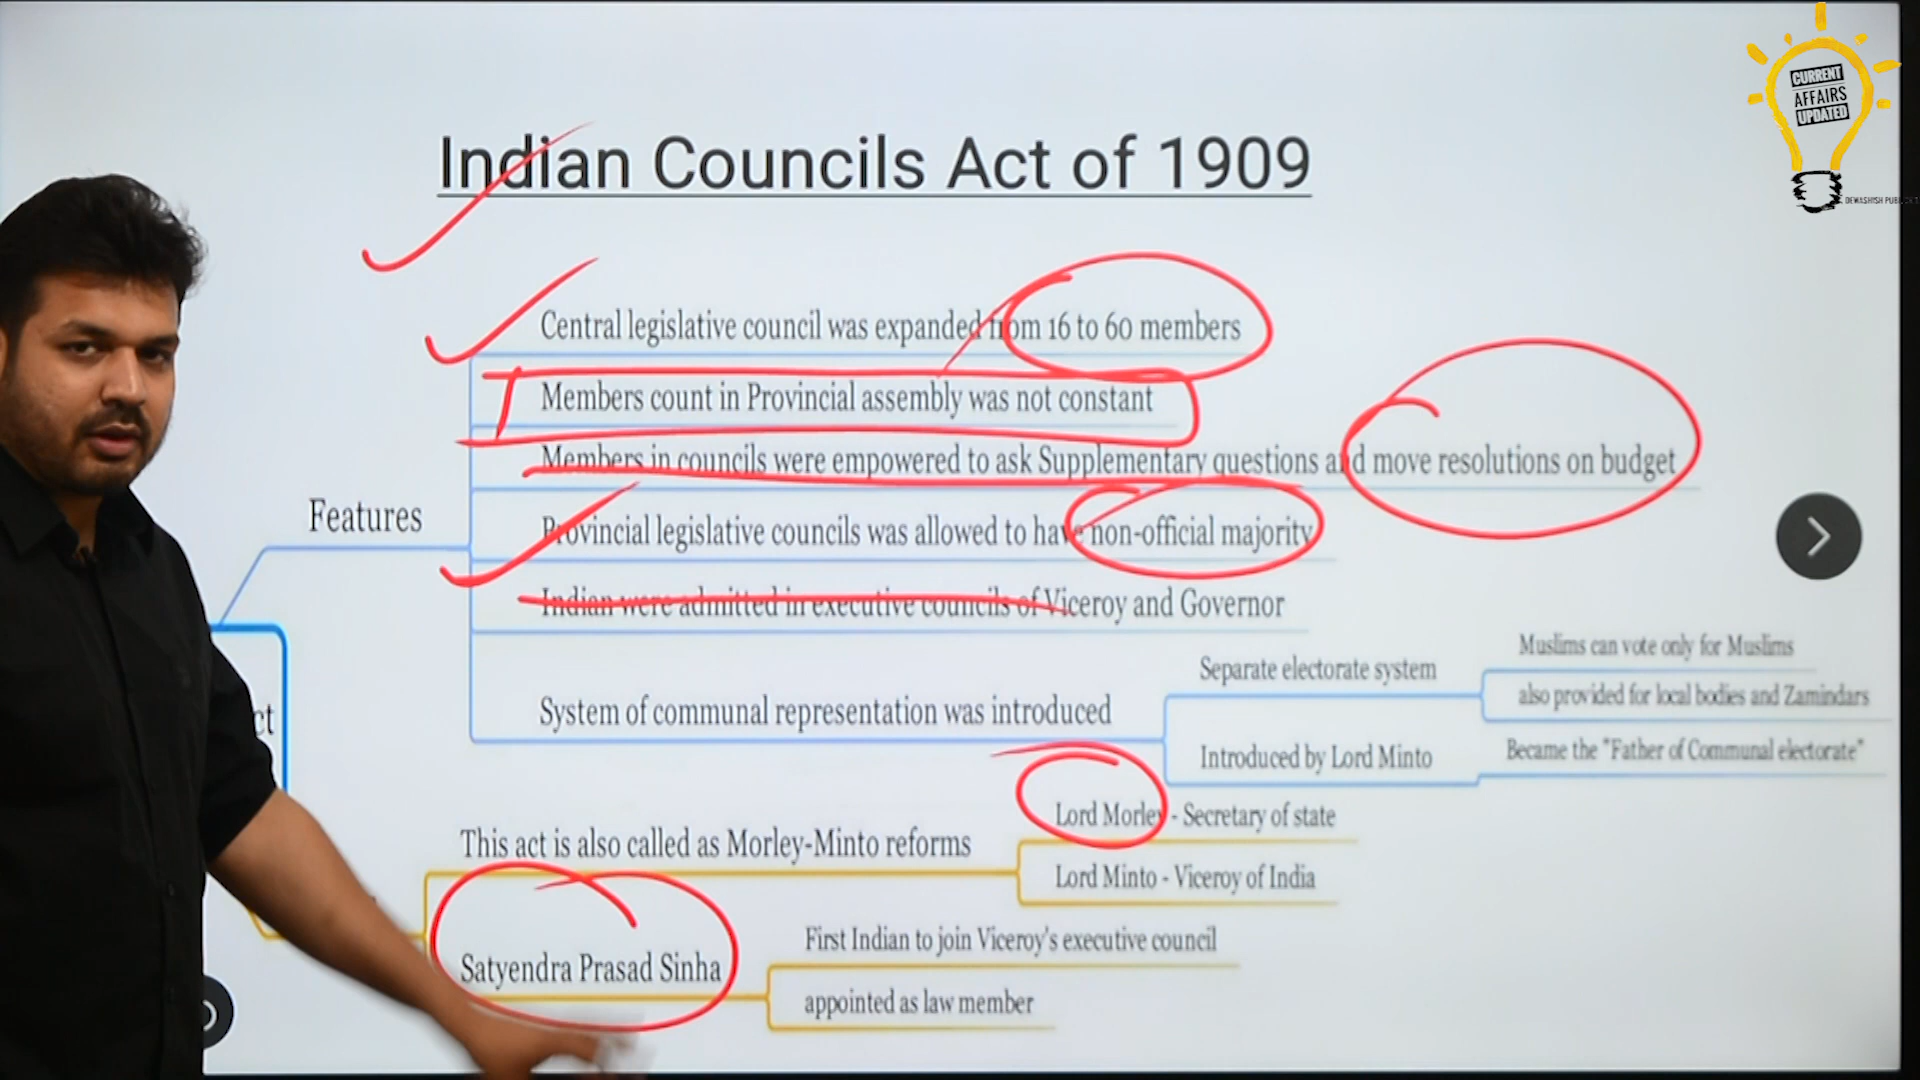 CURRENT
AFFAIRS
UPDATED
Indian Councils Act of 1909
Central legislative council was expanded from 16 to 60 members
Members count in Provincial assembly was not constant
Members in councils were empowered to ask Supplementary questions and move resolutions on budget
Features
Provincial legislative councils was allowed to have non-official majority
Indian were admitted in executive councils of Viceroy and Governor
Separate electorate system
Muslims can vote only for Muslims
also provided for local bodies and Zamindars
System of communal representation was introduced
Introduced by Lord Minto
Became the "Father of Communal electorate"
ct
This act is also called as Morley-Minto reforms
Lord Morley - Secretary of state
Lord Minto - Viceroy of India
Satyendra Prasad Sinha
First Indian to join Viceroy's executive council
appointed as law member